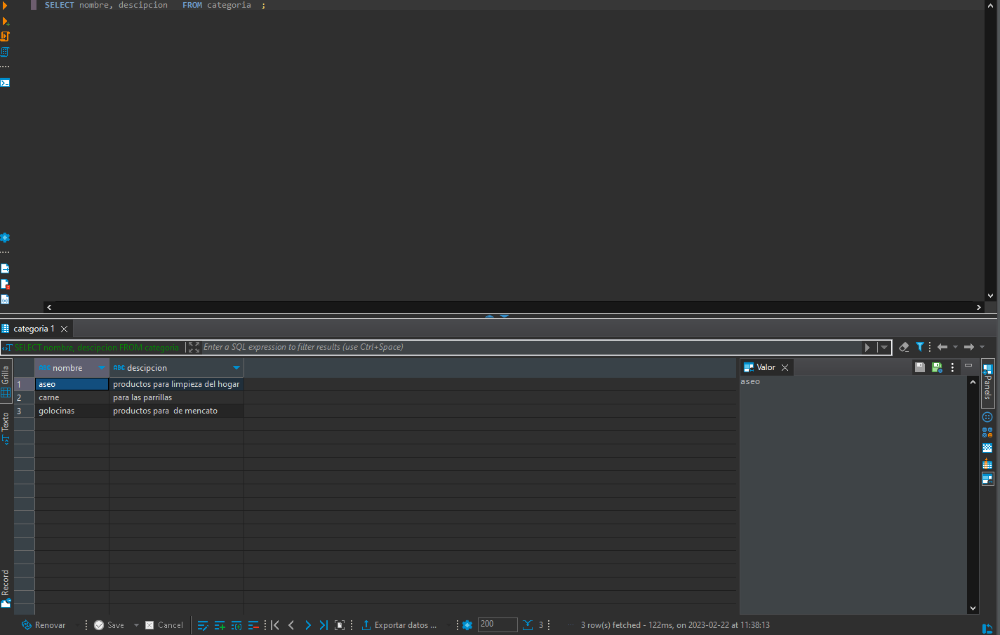 SELECT nombre, descipcion   FROM categoria  ;
categoria 1
SELECT nombre, descipcion FROM categoria
Enter a SQL expression to filter results (use Ctrl+Space)
Grilla
Texto
Record
ABC nombre
ABC descipcion
1 aseo productos para limpieza del hogar
2 carne para las parrillas
3 golocinas productos para  de mencato
Valor
aseo
Panels
Renovar
Save
Cancel
Exportar datos ...
200
3
3 row(s) fetched - 122ms, on 2023-02-22 at 11:38:13